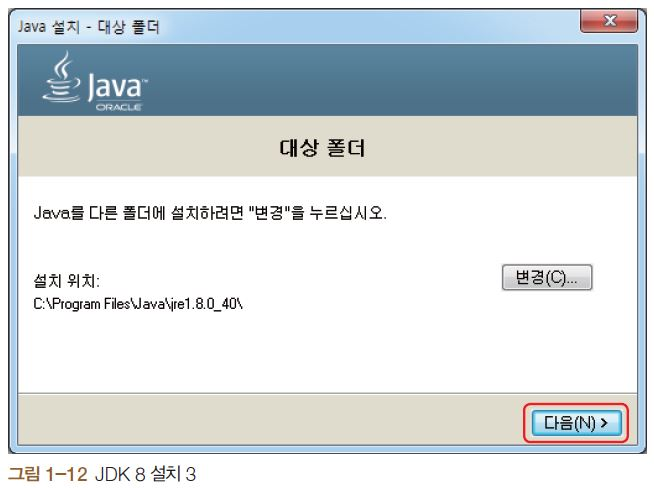 Java 설치 - 대상 폴더
Java™
ORACLE
대상 폴더
Java를 다른 폴더에 설치하려면 "변경"을 누르십시오.
설치 위치:
변경(C)...
C:\Program Files\Java\jre1.8.0_40\
다음(N) >
그림 1-12 JDK 8 설치 3